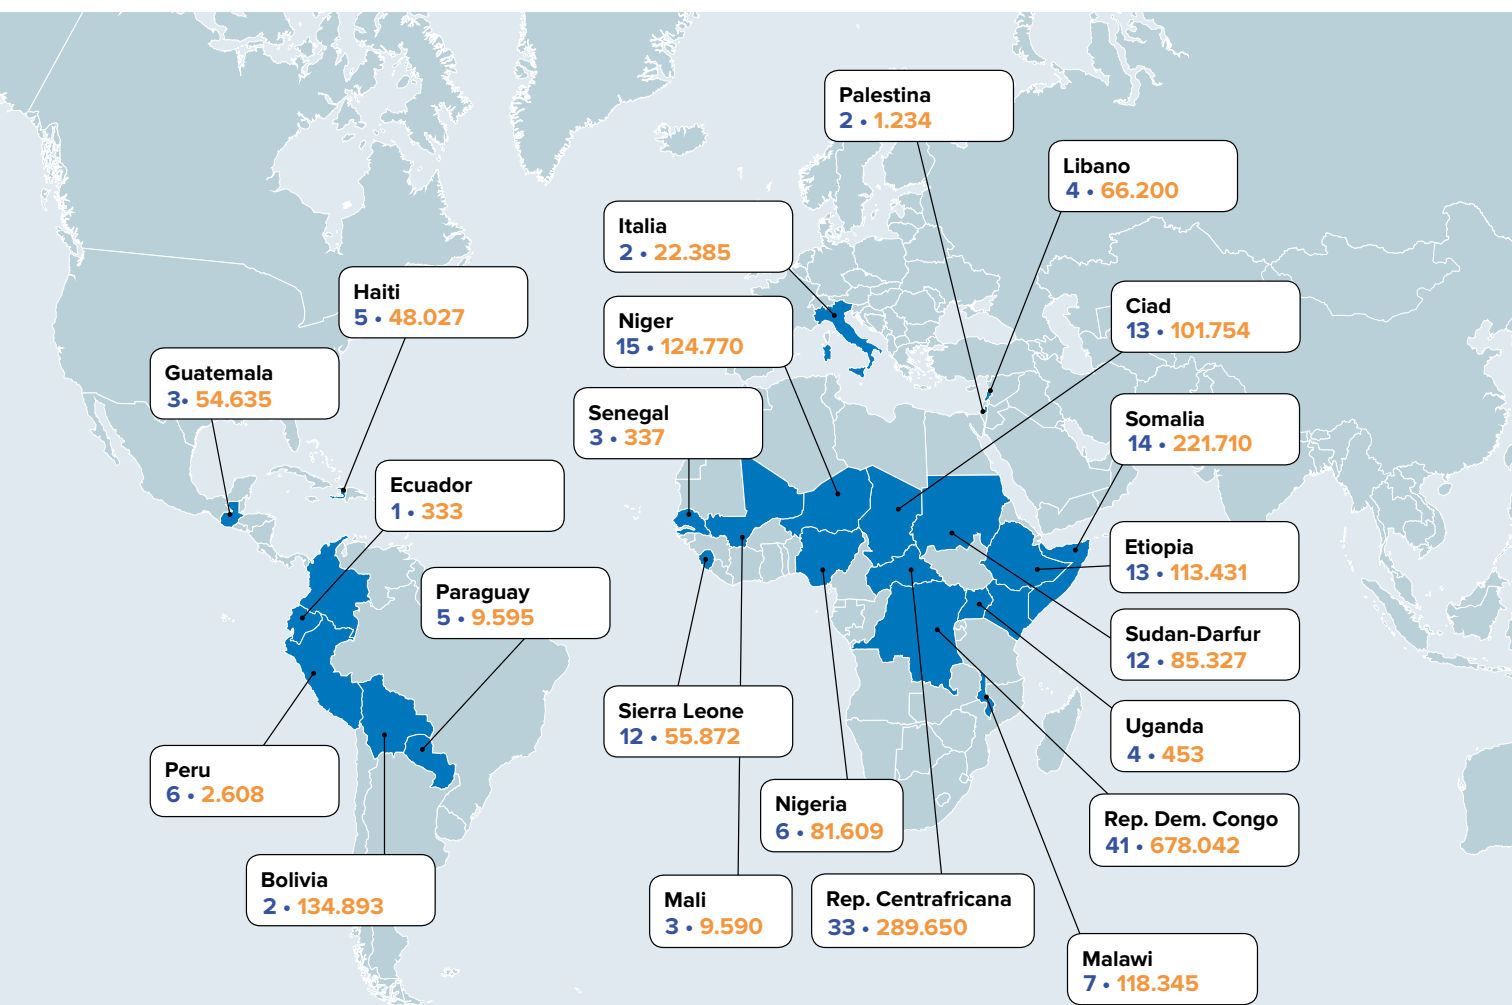 Palestina
2 • 1.234
Libano
4 • 66.200
Italia
2 • 22.385
Haiti
5 • 48.027
Niger
15 • 124.770
Ciad
13 • 101.754
Guatemala
3• 54.635
Senegal
3 • 337
Somalia
14 • 221.710
Ecuador
1 • 333
Etiopia
13 • 113.431
Paraguay
5 • 9.595
Sudan-Darfur
12 • 85.327
Sierra Leone
12 • 55.872
Uganda
4 • 453
Peru
6 • 2.608
Nigeria
6 • 81.609
Rep. Dem. Congo
41 • 678.042
Bolivia
2 • 134.893
Mali
3 • 9.590
Rep. Centrafricana
33 • 289.650
Malawi
7 • 118.345